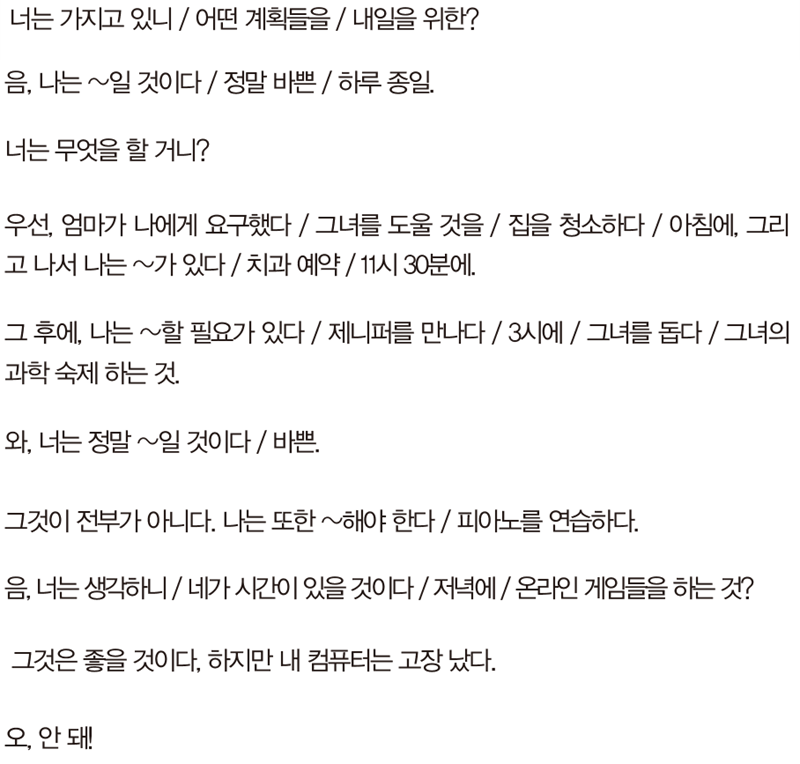 너는 가지고 있니 / 어떤 계획들을 / 내일을 위한?
음, 나는 ~일 것이다 / 정말 바쁜 / 하루 종일.
너는 무엇을 할 거니?
우선, 엄마가 나에게 요구했다 / 그녀를 도울 것을 / 집을 청소하다 / 아침에, 그리
고 나서 나는 ~가 있다 / 치과 예약 / 11시 30분에.
그 후에, 나는 ~할 필요가 있다 / 제니퍼를 만나다 / 3시에 / 그녀를 돕다 / 그녀의
과학 숙제 하는 것.
와, 너는 정말 ~일 것이다 / 바쁜.
그것이 전부가 아니다. 나는 또한 ~해야 한다 / 피아노를 연습하다.
음, 너는 생각하니 / 네가 시간이 있을 것이다 / 저녁에 / 온라인 게임들을 하는 것?
그것은 좋을 것이다, 하지만 내 컴퓨터는 고장 났다.
오, 안 돼!